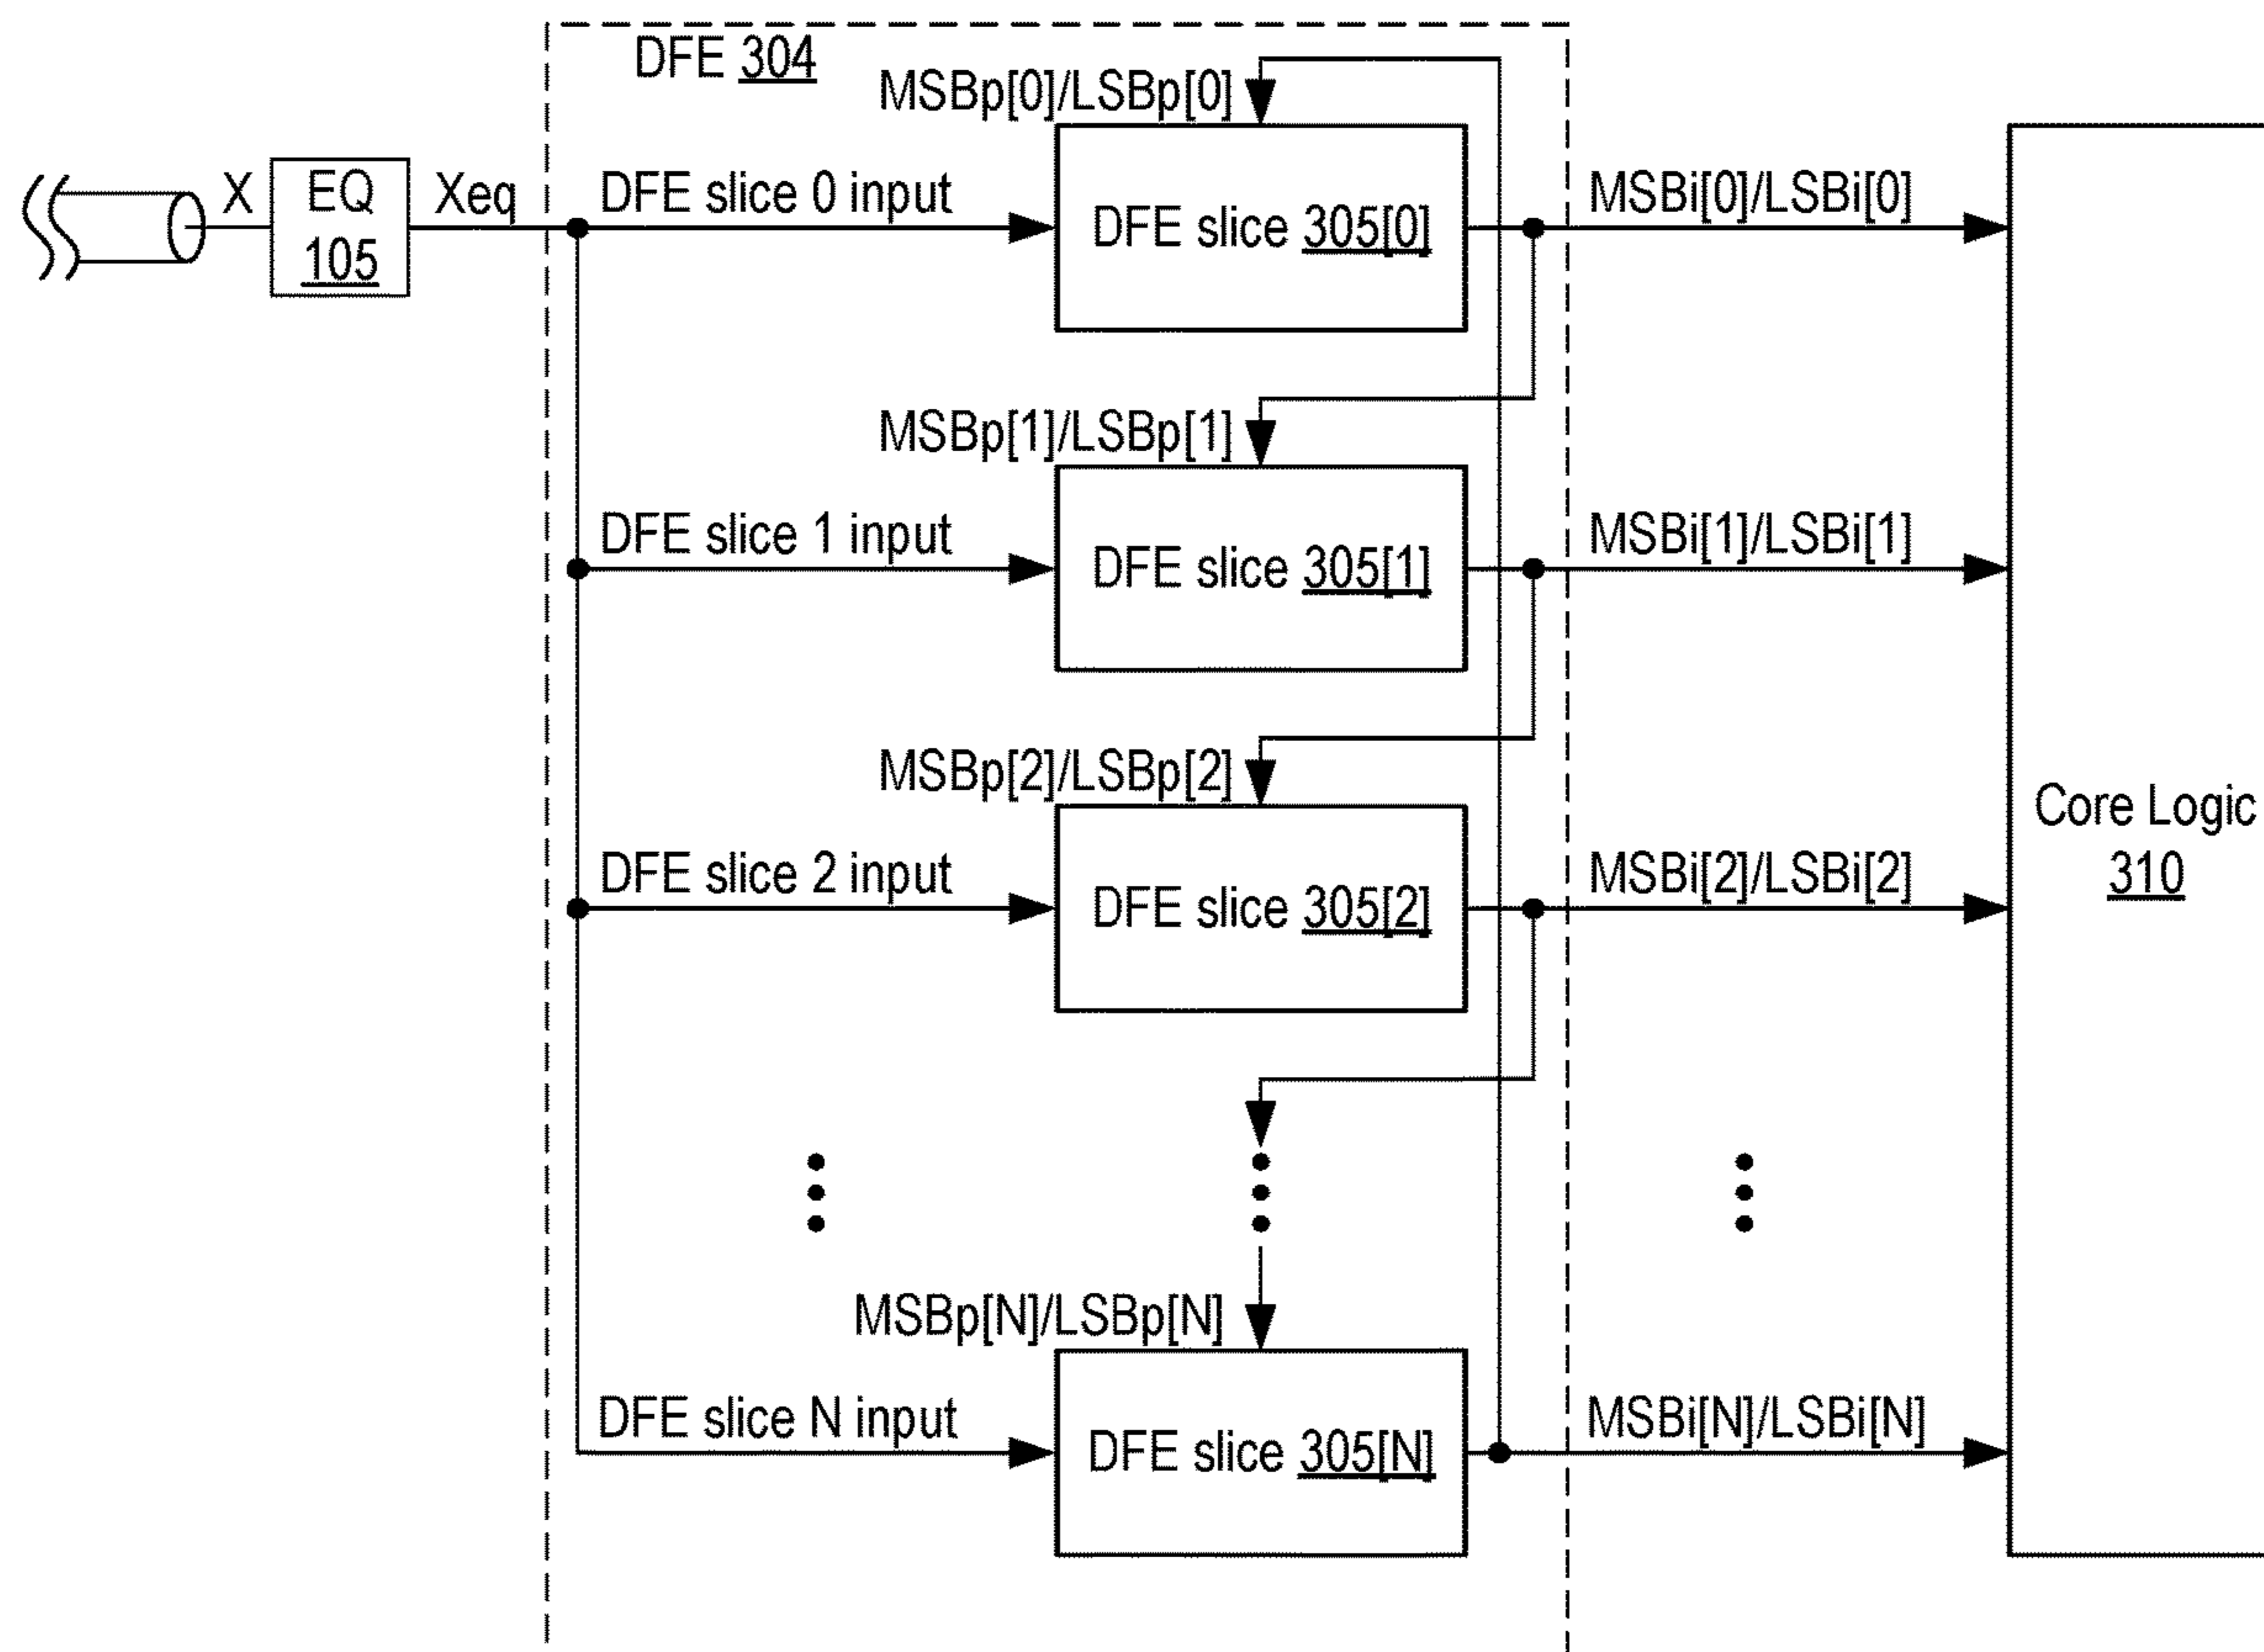 DFE 304
MSBp[0]/LSBp[0]
X
EQ
105
Xeq
DFE slice 0 input
DFE slice 305[0]
MSBi[0]/LSBi[0]
MSBp[1]/LSBp[1]
DFE slice 1 input
DFE slice 305[1]
MSBi[1]/LSBi[1]
MSBp[2]/LSBp[2]
DFE slice 2 input
DFE slice 305[2]
MSBi[2]/LSBi[2]
Core Logic
310
MSBp[N]/LSBp[N]
DFE slice N input
DFE slice 305[N]
MSBi[N]/LSBi[N]